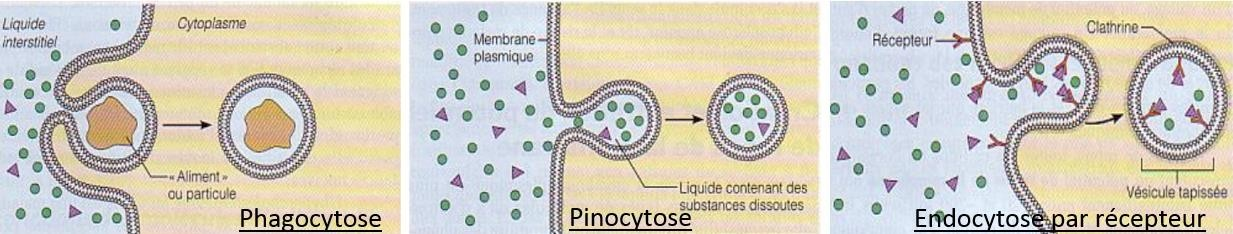 Liquide
interstitiel
Cytoplasme
« Aliment »
ou particule
Phagocytose
Membrane
plasmique
Liquide contenant des
substances dissoutes
Pinocytose
Récepteur
Clathrine
Vésicule tapissée
Endocytose par récepteur